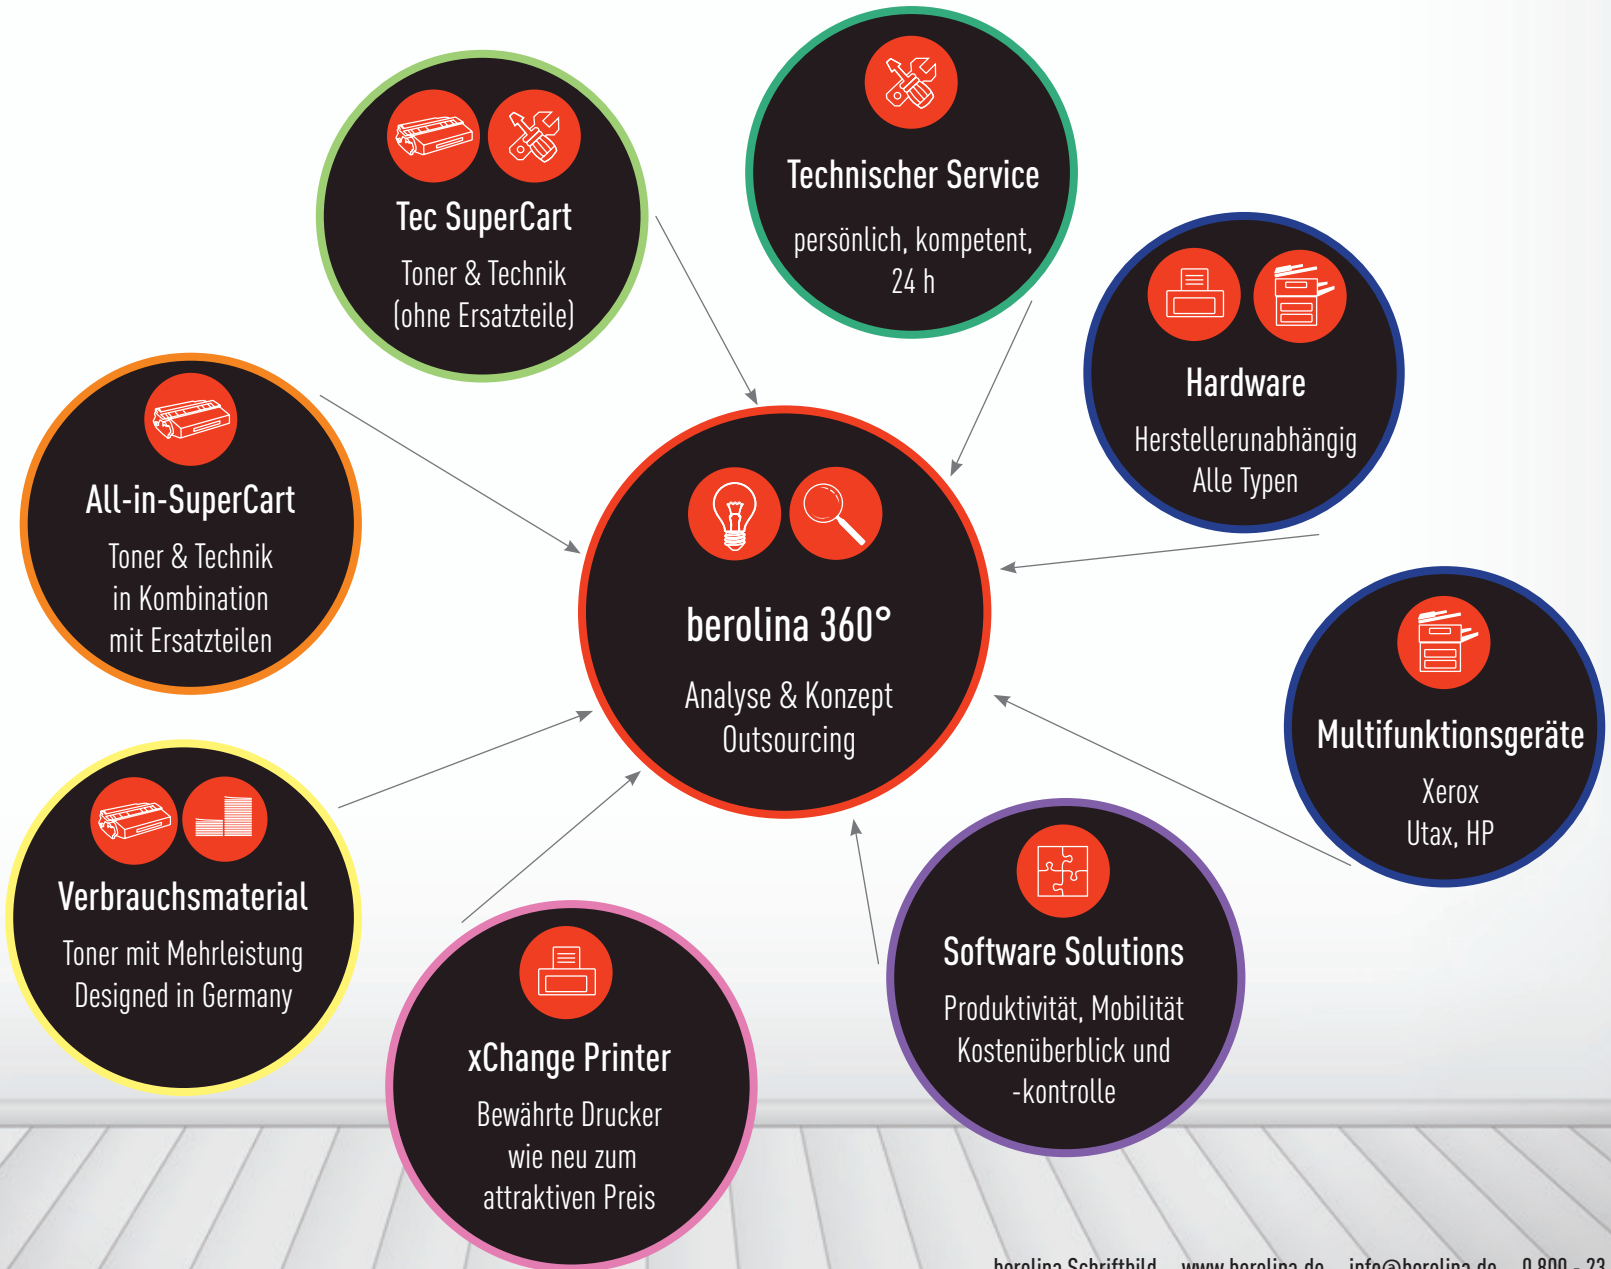 Technischer Service
persönlich, kompetent,
24 h
Tec SuperCart
Toner & Technik
(ohne Ersatzteile)
Hardware
Herstellerunabhängig
Alle Typen
All-in-SuperCart
Toner & Technik
in Kombination
mit Ersatzteilen
berolina 360°
Analyse & Konzept
Outsourcing
Multifunktionsgeräte
Xerox
Utax, HP
Verbrauchsmaterial
Toner mit Mehrleistung
Designed in Germany
Software Solutions
Produktivität, Mobilität
Kostenüberblick und
-kontrolle
xChange Printer
Bewährte Drucker
wie neu zum
attraktiven Preis
berolina Schriftbild www.berolina.de info@berolina.de 0 800 - 23